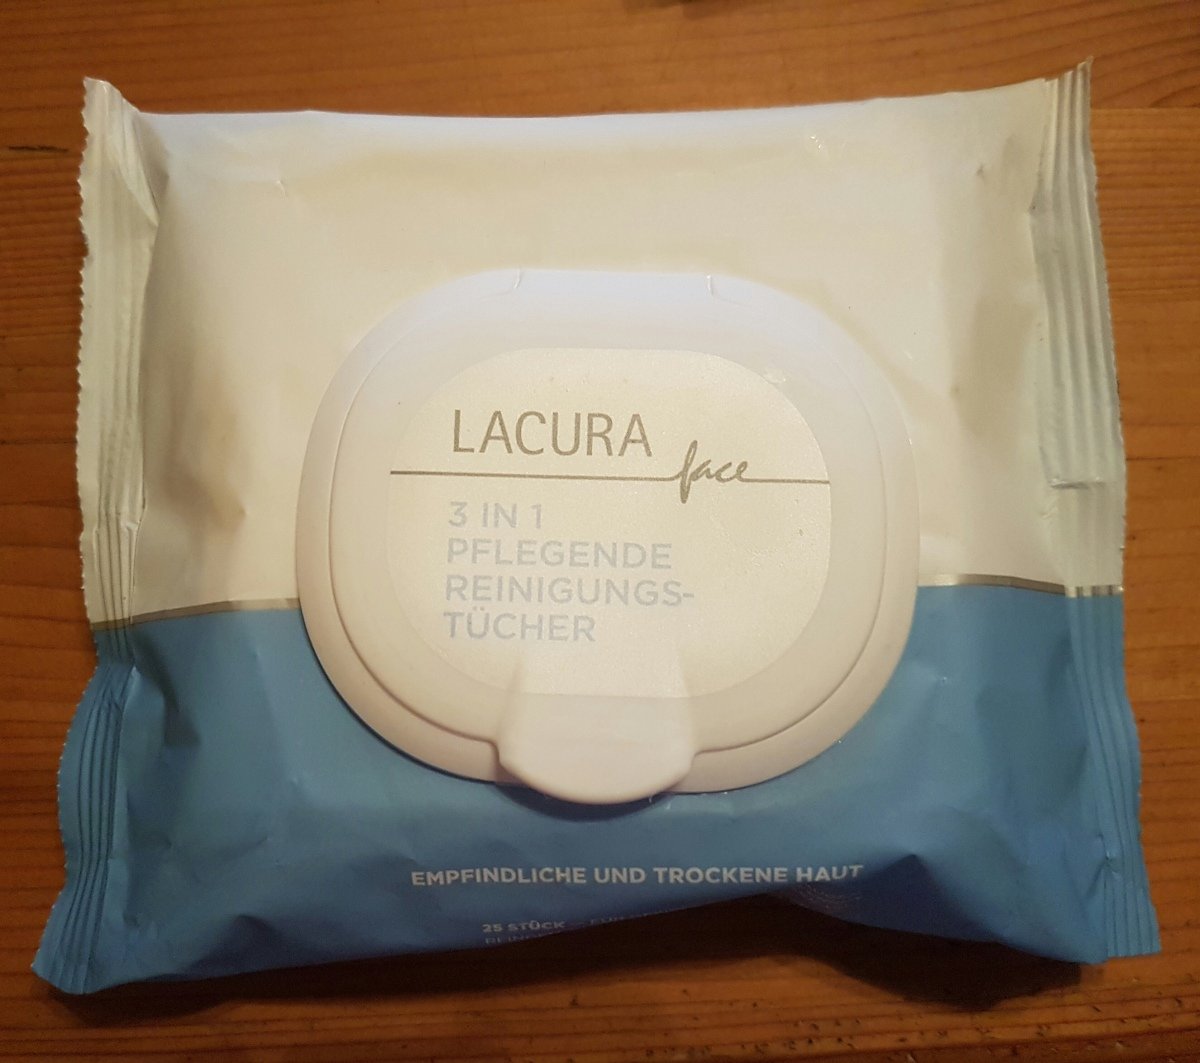 LACURA
face
3 IN 1
PFLEGENDE
REINIGUNGS-
TÜCHER
EMPFINDLICHE UND TROCKENE HAUT
25 STÜCK